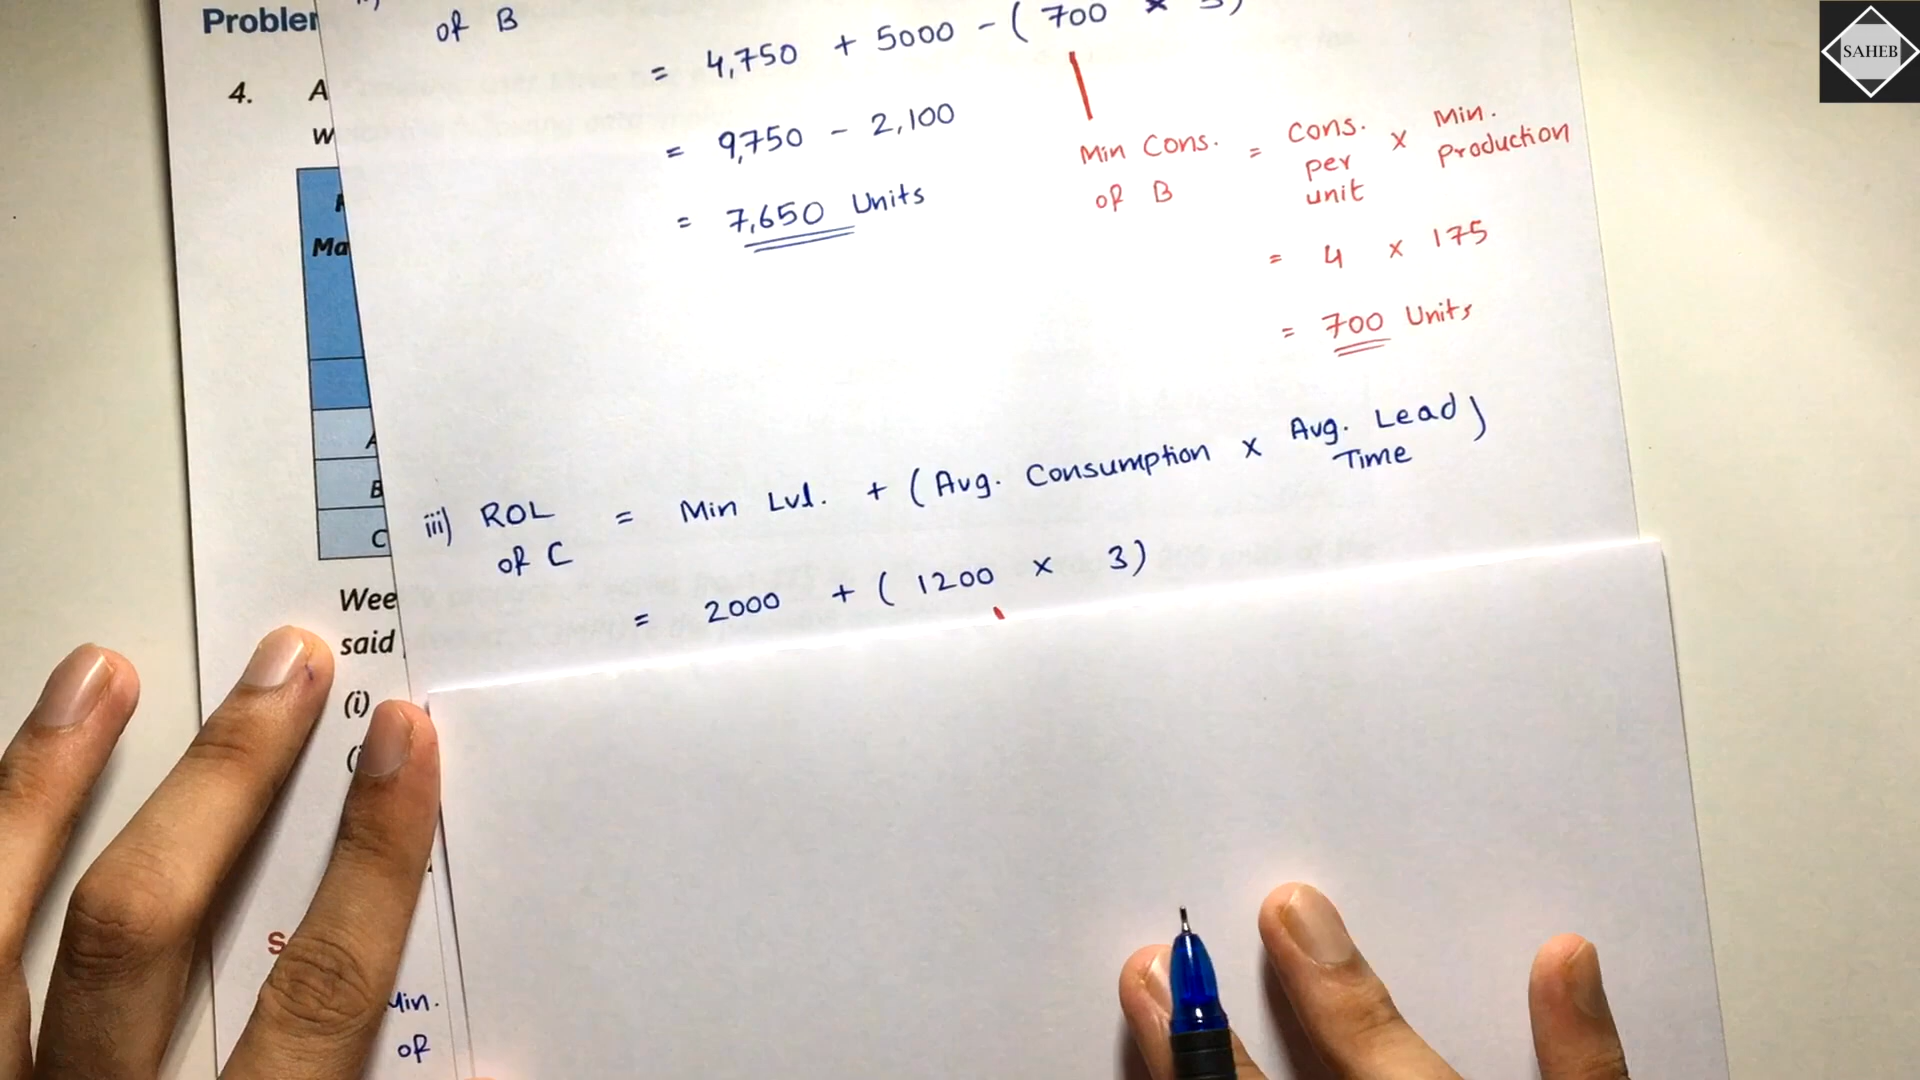 Problem
of B
= 4,750 + 5000 - ( 700 × 3)
4. A
W
= 9,750 - 2,100
Min Cons. of B = Cons. per unit × Min. Production
Ma
= 7,650 Units
= 4 × 175
= 700 Units
A
B
C
iii) ROL of C = Min Lvl. + ( Avg. Consumption × Avg. Lead Time )
= 2000 + ( 1200 × 3)
Wee
said
(i)
S
Min.
of
SAHEB